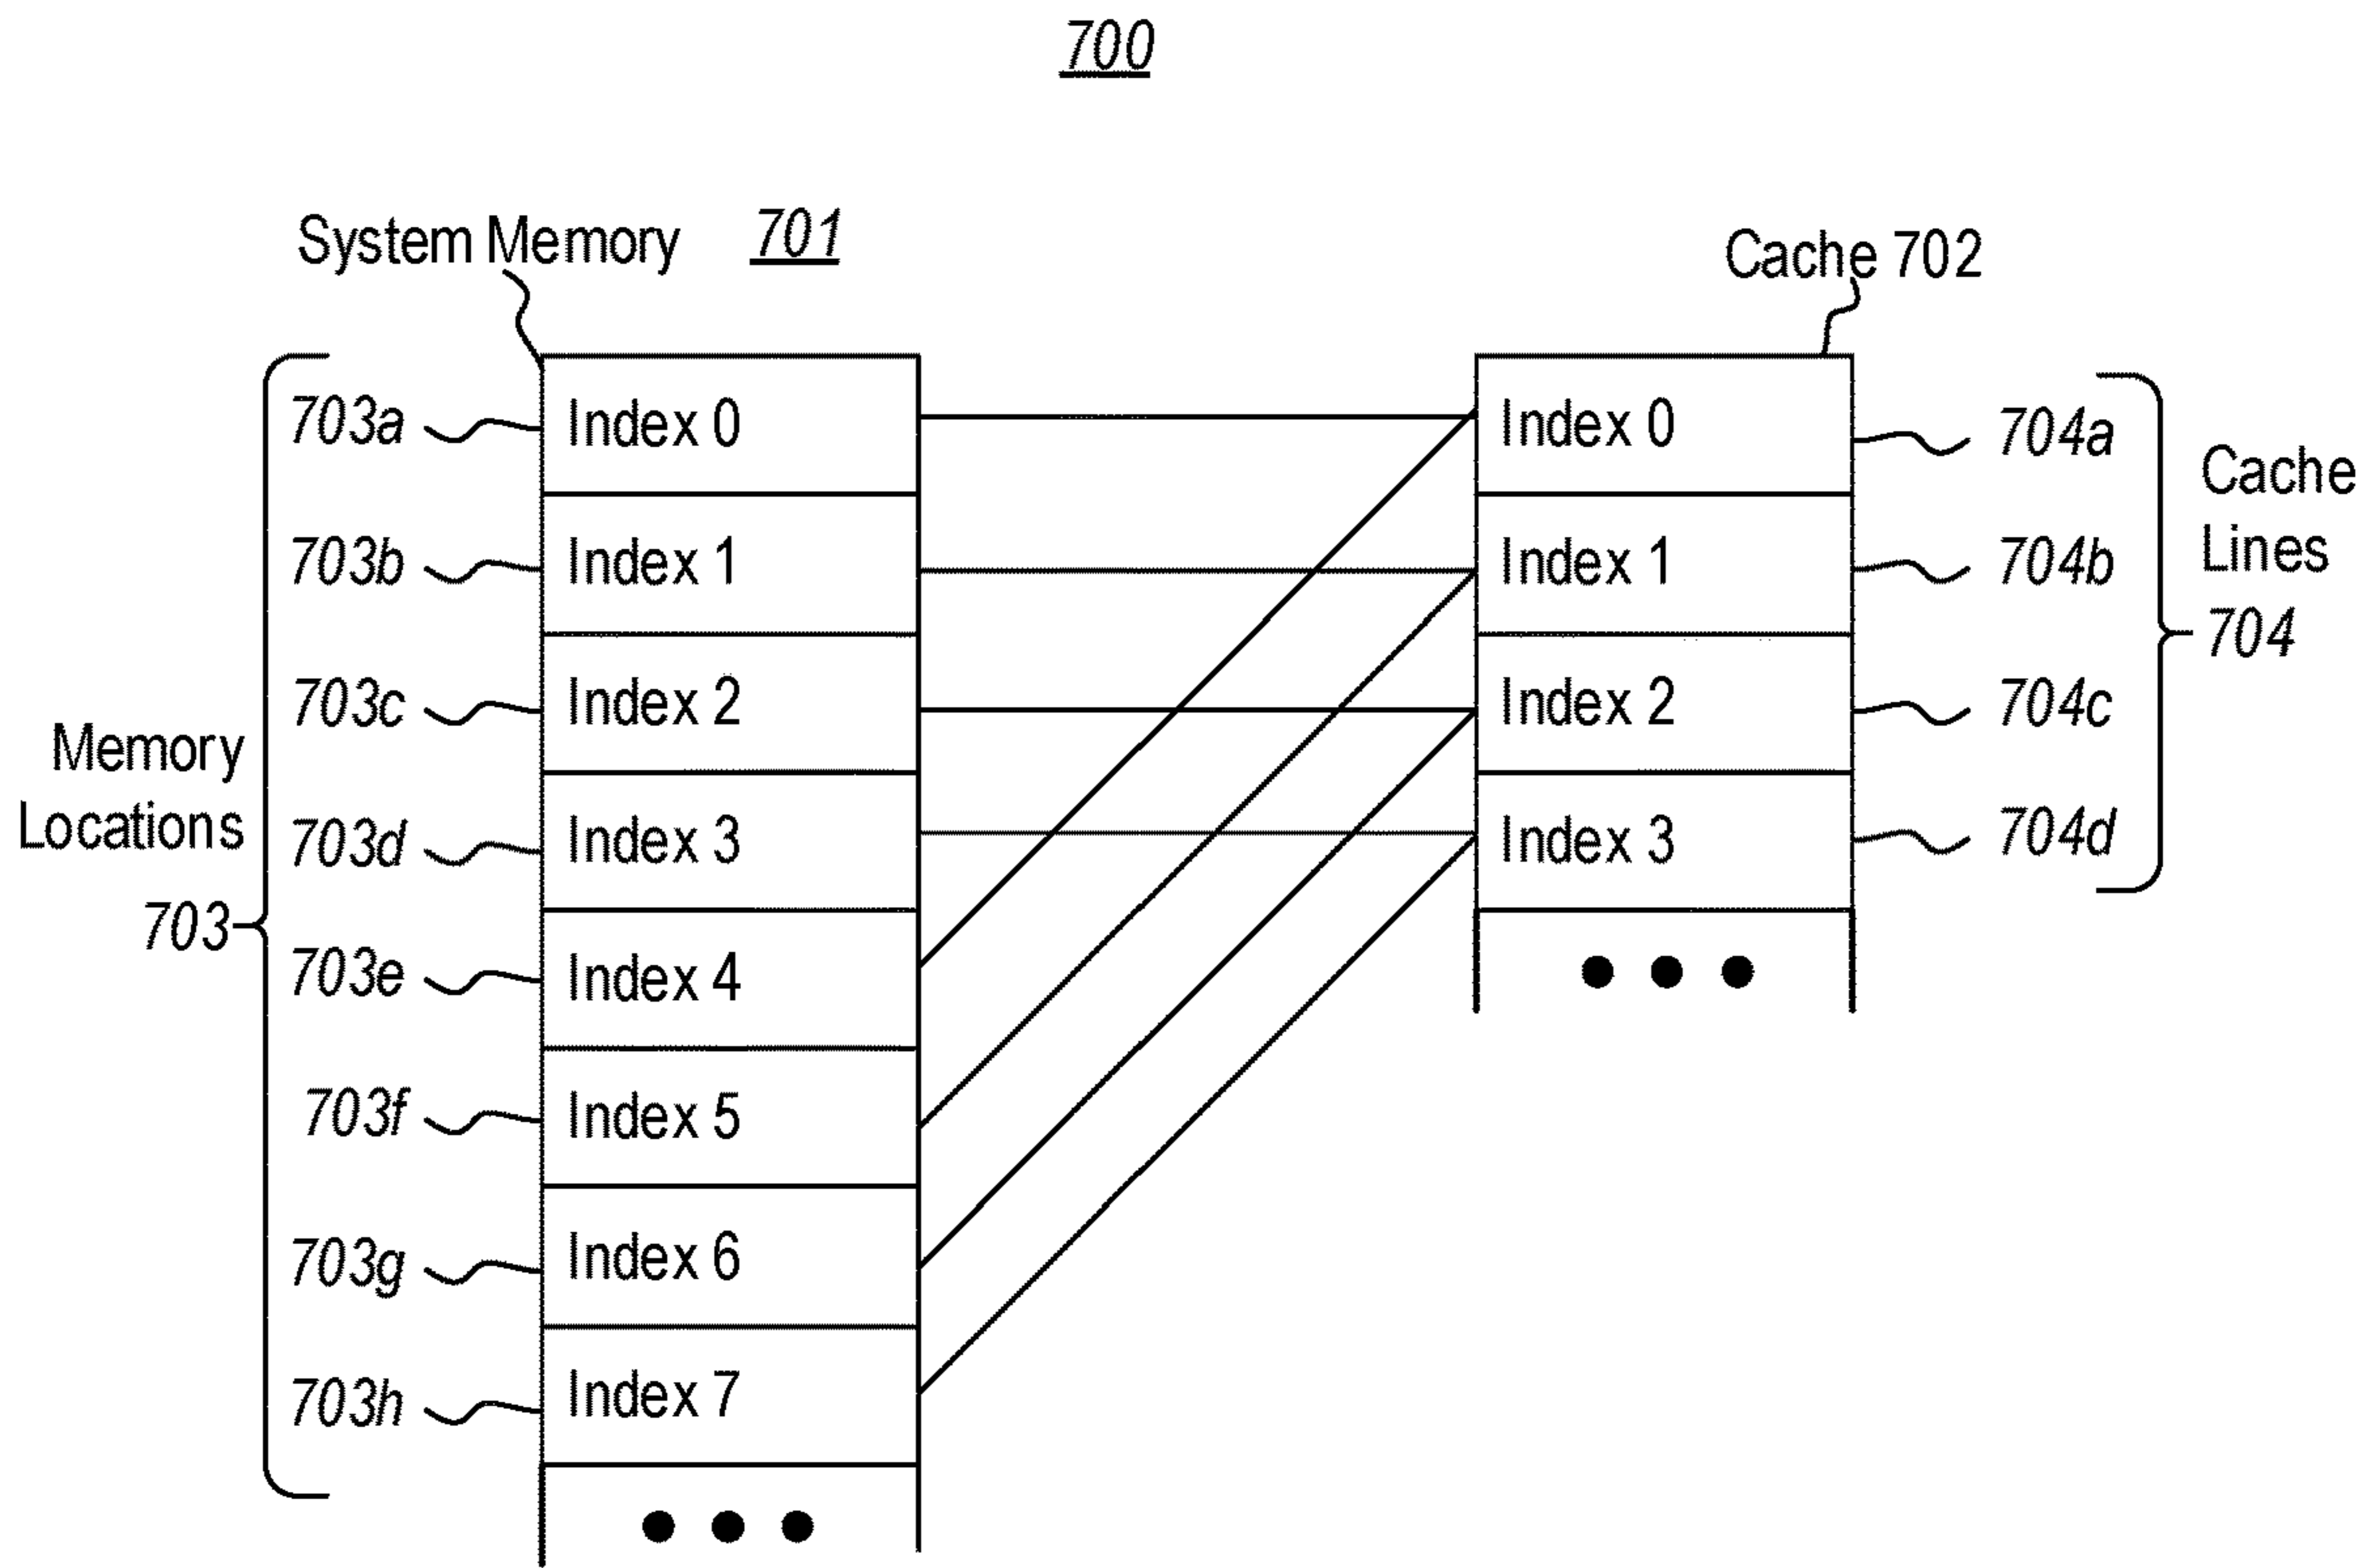 700
System Memory 701
Cache 702
Memory
Locations
703
703a
703b
703c
703d
703e
703f
703g
703h
Index 0
Index 1
Index 2
Index 3
Index 4
Index 5
Index 6
Index 7
Index 0
Index 1
Index 2
Index 3
704a
704b
704c
704d
Cache
Lines
704